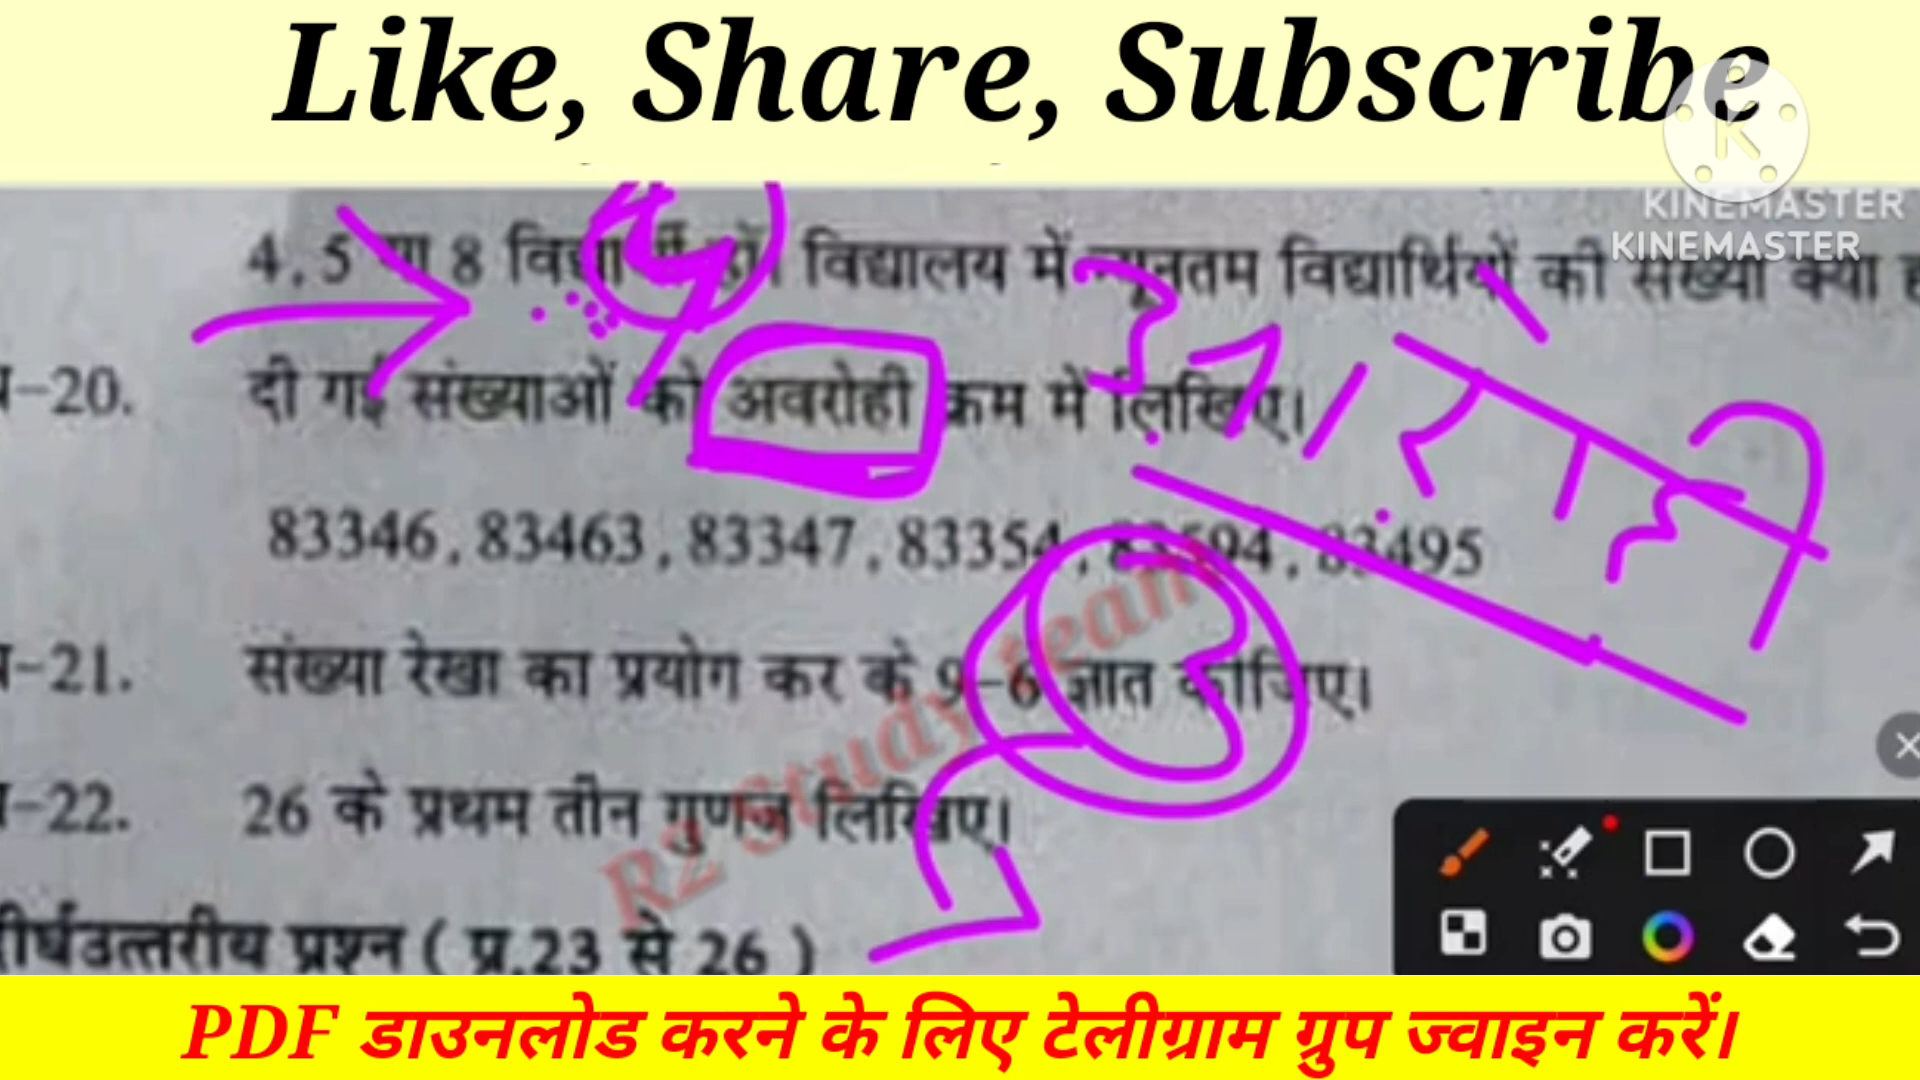 Like, Share, Subscribe
KINEMASTER
KINEMASTER
4, 5 या 8 विद्यार्थी हों। विद्यालय में न्यूनतम विद्यार्थियों की संख्या क्या
-20. दी गई संख्याओं को अवरोही क्रम में लिखिए।
83346, 83463, 83347, 83354, 83594, 83495
-21. संख्या रेखा का प्रयोग कर के 9-6 ज्ञात कीजिए।
-22. 26 के प्रथम तीन गुणज लिखिए।
R2 Study team
र्घउत्तरीय प्रश्न ( प्र.23 से 26 )
PDF डाउनलोड करने के लिए टेलीग्राम ग्रुप ज्वाइन करें।